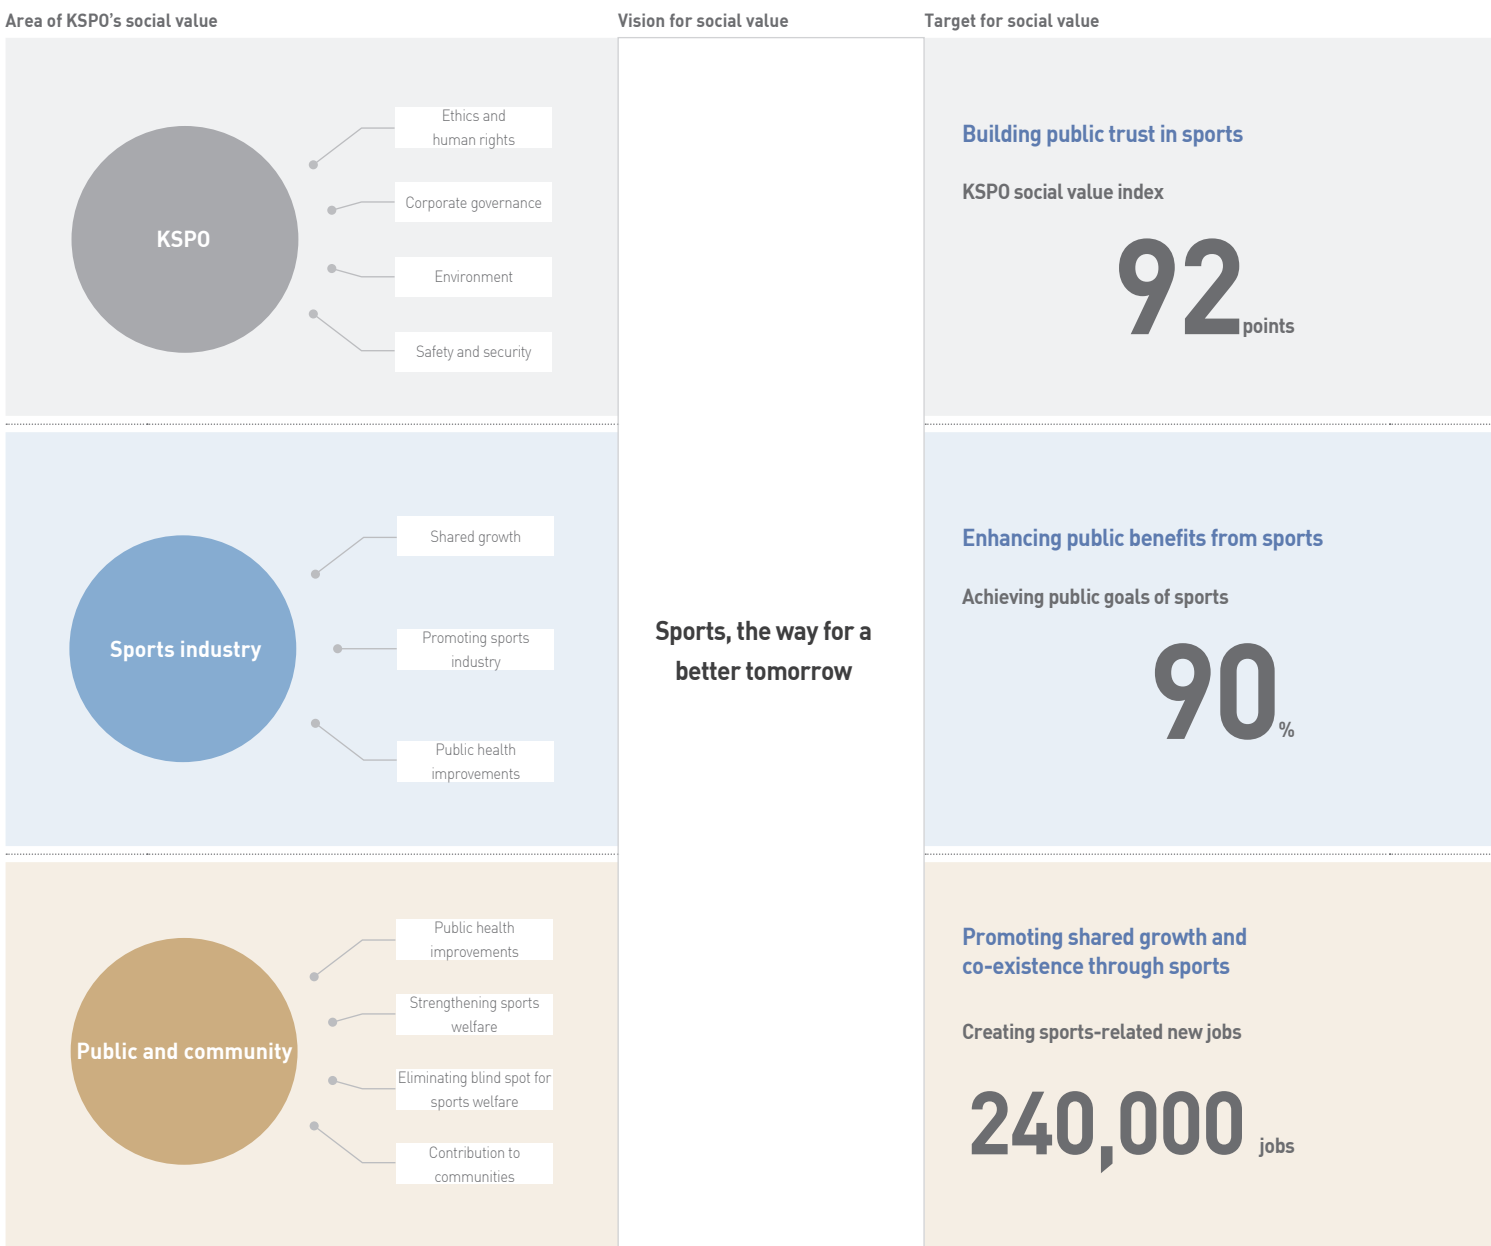 Area of KSPO's social value
Vision for social value
Target for social value
KSPO
Ethics and
human rights
Corporate governance
Environment
Safety and security
Building public trust in sports
KSPO social value index
92 points
Sports industry
Shared growth
Promoting sports
industry
Public health
improvements
Sports, the way for a
better tomorrow
Enhancing public benefits from sports
Achieving public goals of sports
90 %
Public and community
Public health
improvements
Strengthening sports
welfare
Eliminating blind spot for
sports welfare
Contribution to
communities
Promoting shared growth and
co-existence through sports
Creating sports-related new jobs
240,000 jobs